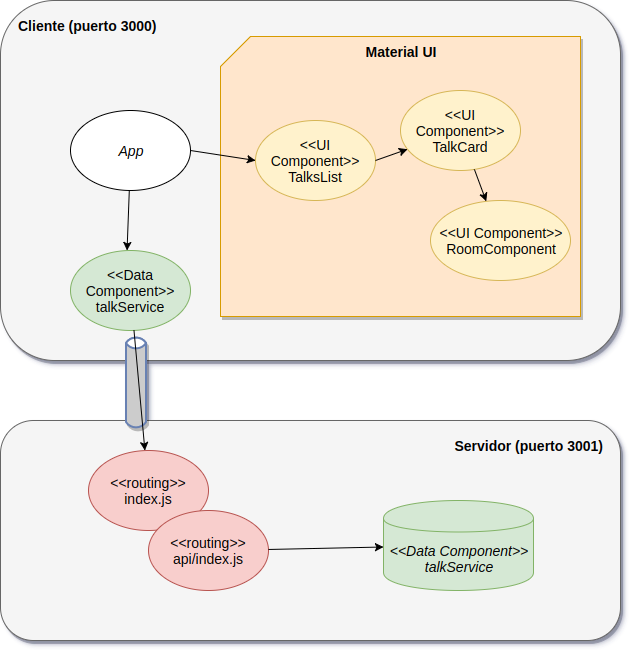 Cliente (puerto 3000)
Material UI
App
<<UI
Component>>
TalksList
<<UI
Component>>
TalkCard
<<UI Component>>
RoomComponent
<<Data
Component>>
talkService
Servidor (puerto 3001)
<<routing>>
index.js
<<routing>>
api/index.js
<<Data Component>>
talkService